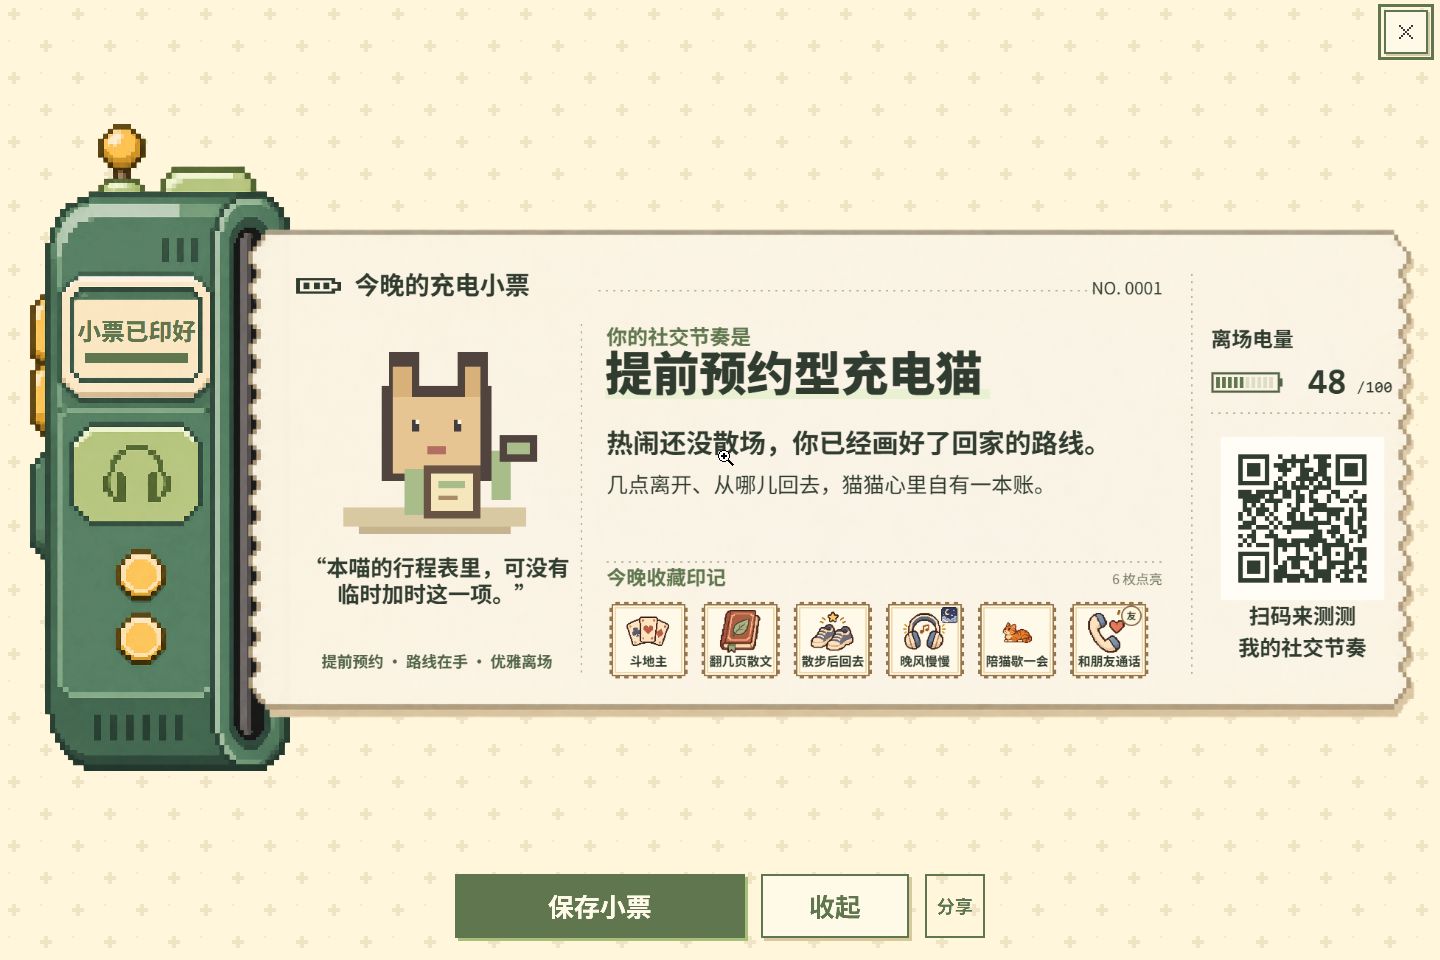 小票已印好
今晚的充电小票
NO. 0001
“本喵的行程表里，可没有
临时加时这一项。”
提前预约 · 路线在手 · 优雅离场
你的社交节奏是
提前预约型充电猫
热闹还没散场，你已经画好了回家的路线。
几点离开、从哪儿回去，猫猫心里自有一本账。
今晚收藏印记
6 枚点亮
斗地主
翻几页散文
散步后回去
晚风慢慢
陪猫歇一会
友
和朋友通话
离场电量
48 /100
扫码来测测
我的社交节奏
保存小票
收起
分享